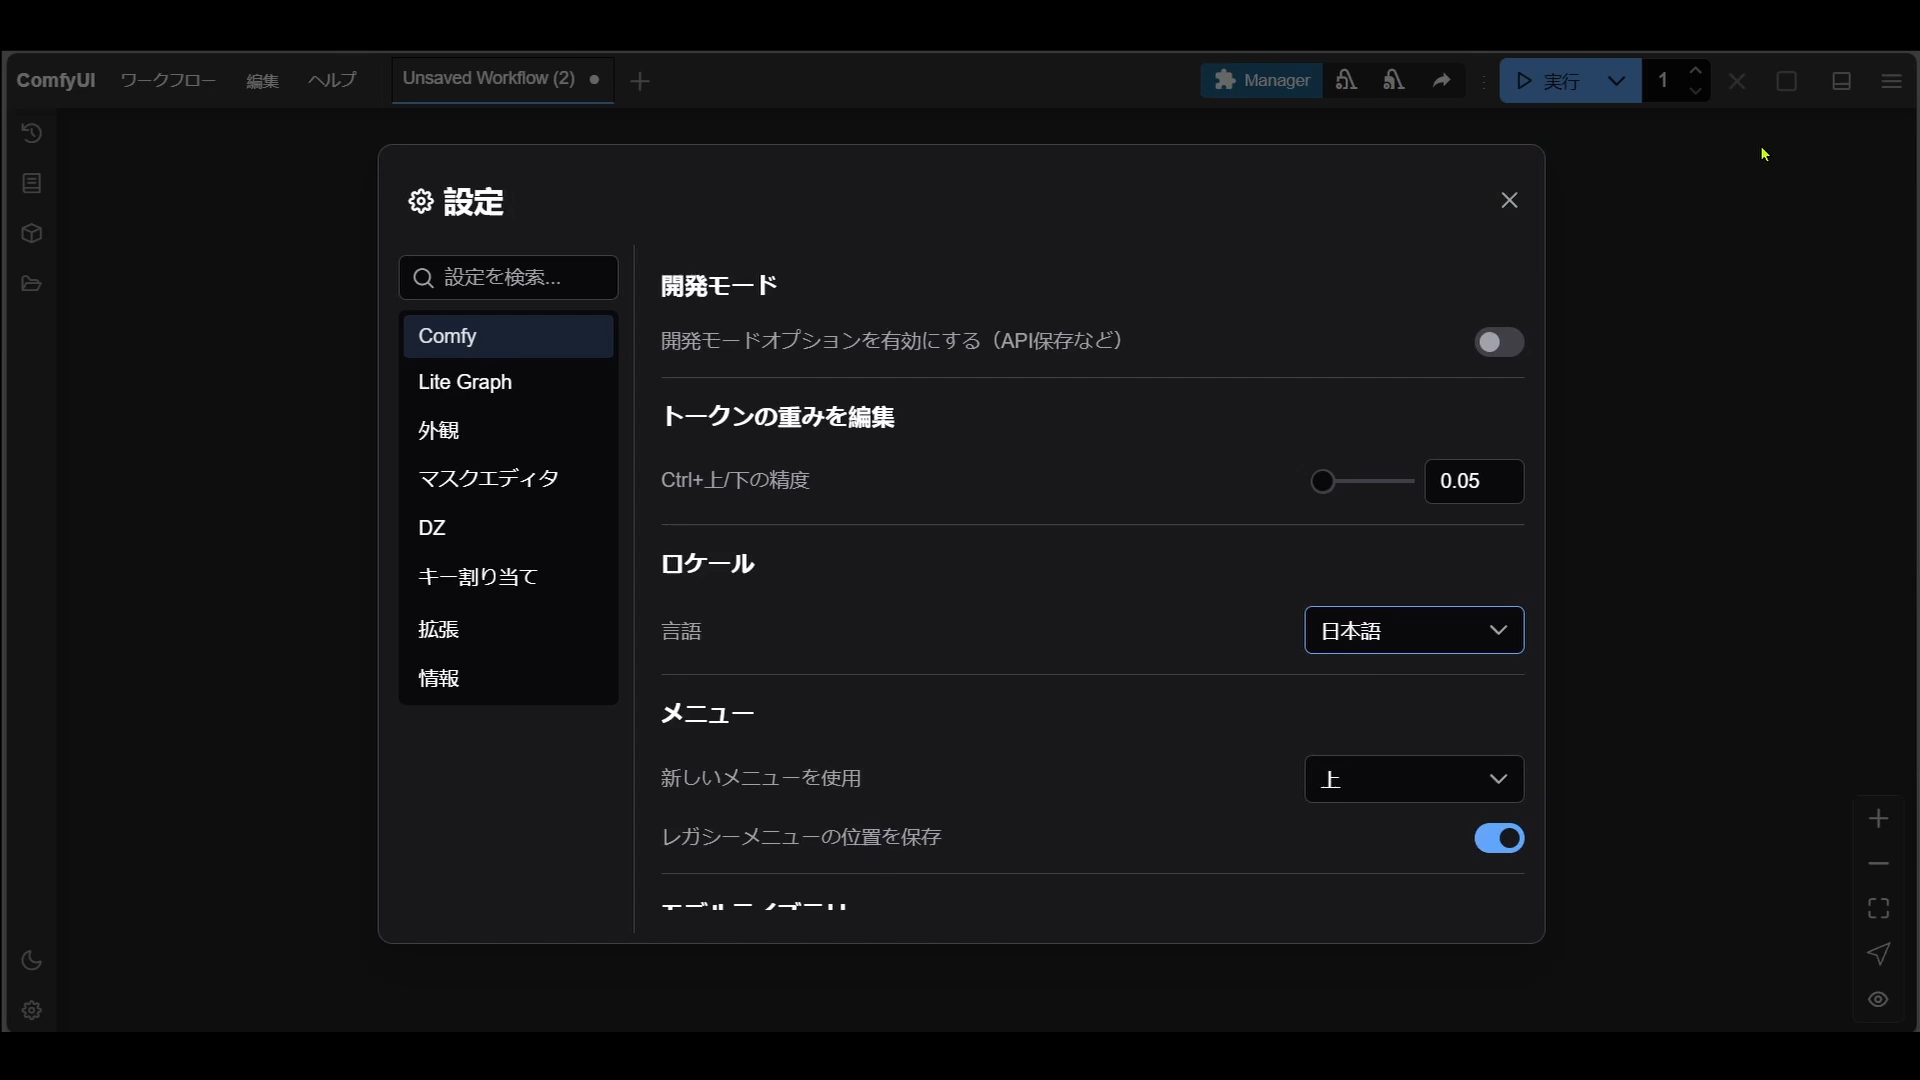 ComfyUI ワークフロー 編集 ヘルプ Unsaved Workflow (2) Manager 実行 1
設定
設定を検索...
Comfy
Lite Graph
外観
マスクエディタ
DZ
キー割り当て
拡張
情報
開発モード
開発モードオプションを有効にする（API保存など）
トークンの重みを編集
Ctrl+上/下の精度 0.05
ロケール
言語 日本語
メニュー
新しいメニューを使用 上
レガシーメニューの位置を保存